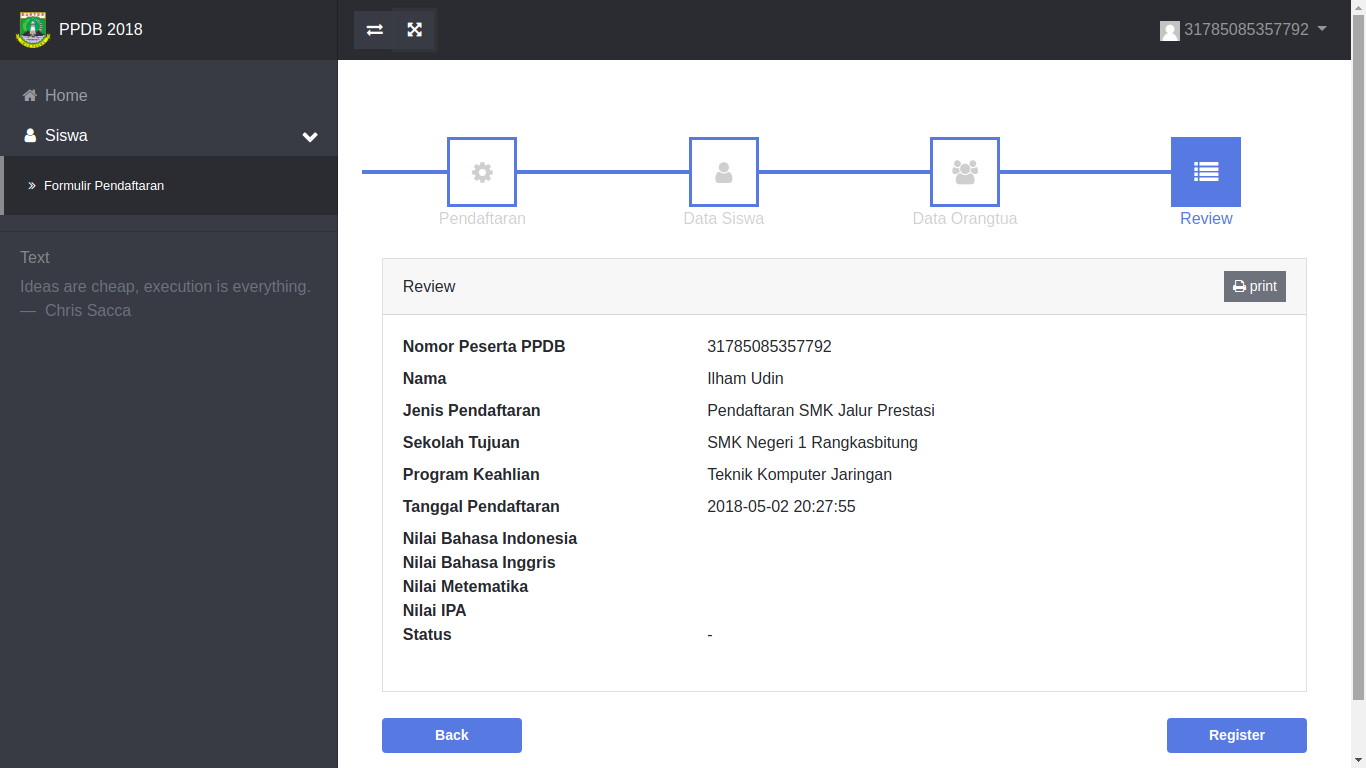 PPDB 2018
31785085357792
Home
Siswa
Formulir Pendaftaran
Text
Ideas are cheap, execution is everything.
— Chris Sacca
Pendaftaran Data Siswa Data Orangtua Review
Review print
Nomor Peserta PPDB 31785085357792
Nama Ilham Udin
Jenis Pendaftaran Pendaftaran SMK Jalur Prestasi
Sekolah Tujuan SMK Negeri 1 Rangkasbitung
Program Keahlian Teknik Komputer Jaringan
Tanggal Pendaftaran 2018-05-02 20:27:55
Nilai Bahasa Indonesia
Nilai Bahasa Inggris
Nilai Metematika
Nilai IPA
Status -
Back Register